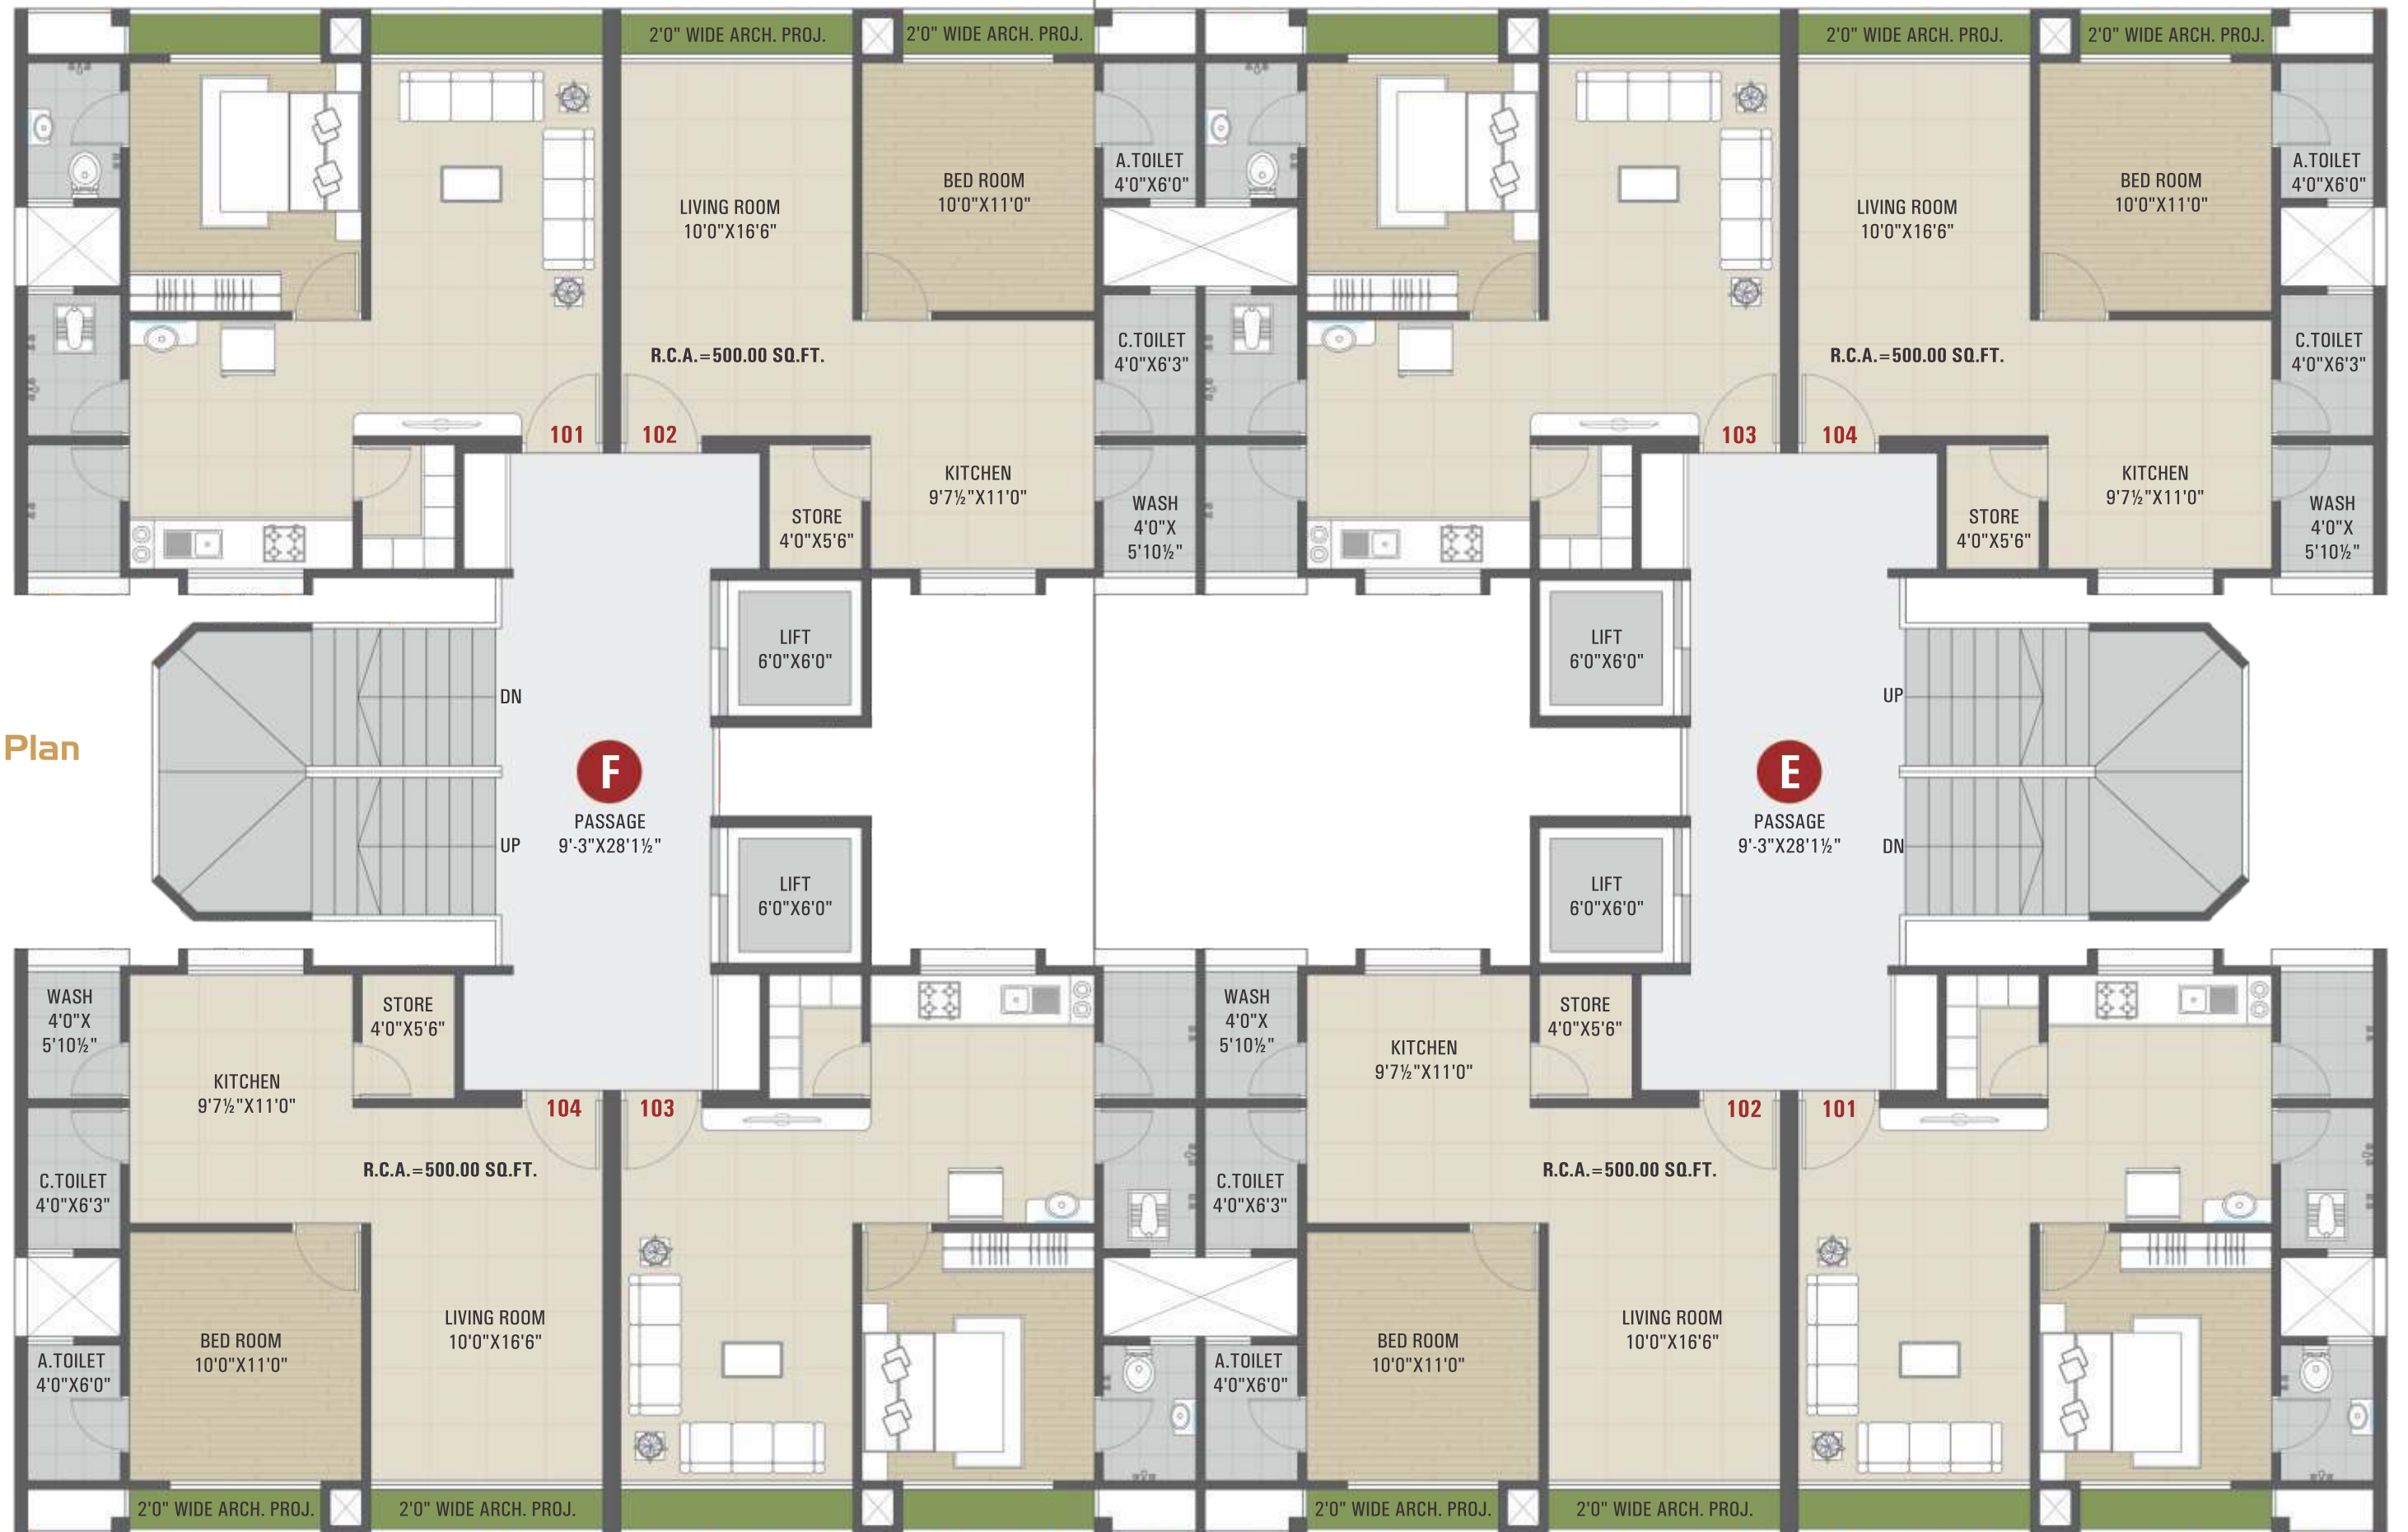 2'0" WIDE ARCH. PROJ.
2'0" WIDE ARCH. PROJ.
2'0" WIDE ARCH. PROJ.
2'0" WIDE ARCH. PROJ.
LIVING ROOM
10'0"X16'6"
BED ROOM
10'0"X11'0"
A.TOILET
4'0"X6'0"
LIVING ROOM
10'0"X16'6"
BED ROOM
10'0"X11'0"
A.TOILET
4'0"X6'0"
R.C.A.=500.00 SQ.FT.
C.TOILET
4'0"X6'3"
R.C.A.=500.00 SQ.FT.
C.TOILET
4'0"X6'3"
101
102
103
104
STORE
4'0"X5'6"
KITCHEN
9'7½"X11'0"
WASH
4'0"X
5'10½"
STORE
4'0"X5'6"
KITCHEN
9'7½"X11'0"
WASH
4'0"X
5'10½"
LIFT
6'0"X6'0"
LIFT
6'0"X6'0"
DN
UP
Plan
F
PASSAGE
9'-3"X28'1½"
E
PASSAGE
9'-3"X28'1½"
UP
DN
LIFT
6'0"X6'0"
LIFT
6'0"X6'0"
WASH
4'0"X
5'10½"
KITCHEN
9'7½"X11'0"
STORE
4'0"X5'6"
WASH
4'0"X
5'10½"
KITCHEN
9'7½"X11'0"
STORE
4'0"X5'6"
104
103
102
101
C.TOILET
4'0"X6'3"
R.C.A.=500.00 SQ.FT.
C.TOILET
4'0"X6'3"
R.C.A.=500.00 SQ.FT.
A.TOILET
4'0"X6'0"
BED ROOM
10'0"X11'0"
LIVING ROOM
10'0"X16'6"
A.TOILET
4'0"X6'0"
BED ROOM
10'0"X11'0"
LIVING ROOM
10'0"X16'6"
2'0" WIDE ARCH. PROJ.
2'0" WIDE ARCH. PROJ.
2'0" WIDE ARCH. PROJ.
2'0" WIDE ARCH. PROJ.